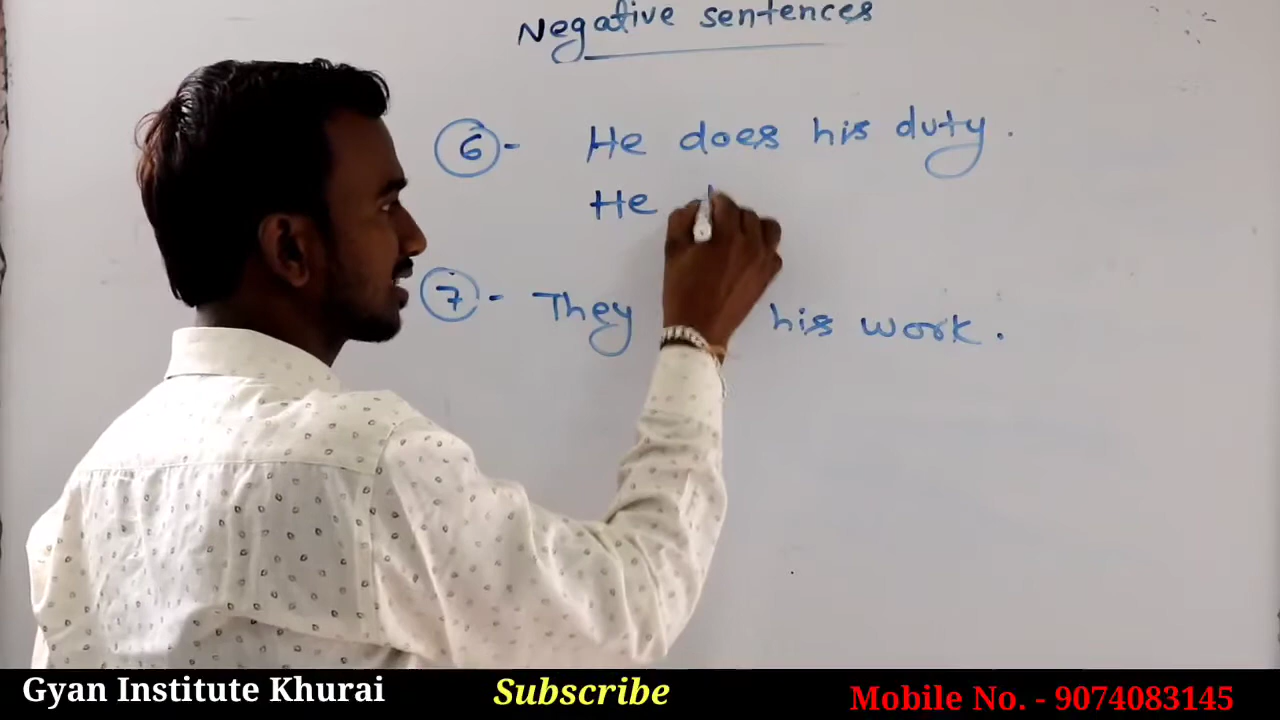 Negative sentences
6 - He does his duty.
He d
7 - They his work.
Gyan Institute Khurai Subscribe Mobile No. - 9074083145